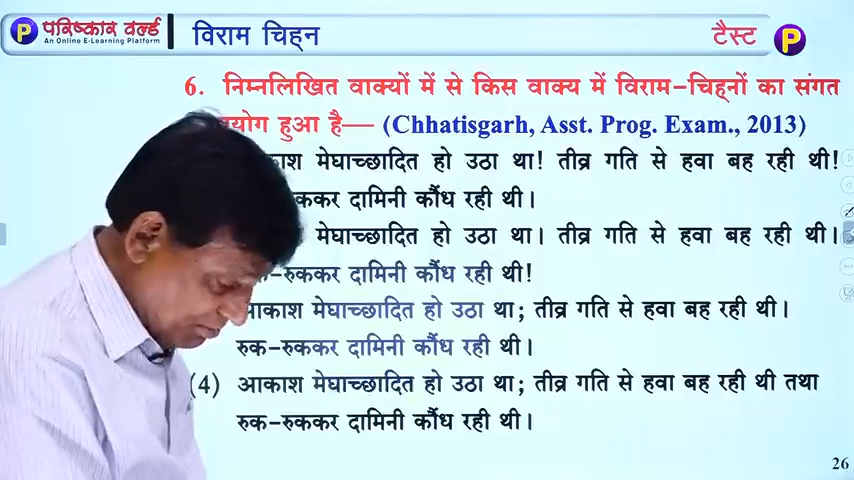 P परिष्कार वर्ल्ड
An Online E-Learning Platform
विराम चिह्न
टैस्ट
P
6. निम्नलिखित वाक्यों में से किस वाक्य में विराम-चिह्नों का संगत
हुआ है— (Chhatisgarh, Asst. Prog. Exam., 2013)
मेघाच्छादित हो उठा था! तीव्र गति से हवा बह रही थी!
दामिनी कौंध रही थी।
मेघाच्छादित हो उठा था। तीव्र गति से हवा बह रही थी।
-रुककर दामिनी कौंध रही थी!
आकाश मेघाच्छादित हो उठा था; तीव्र गति से हवा बह रही थी।
रुक-रुककर दामिनी कौंध रही थी।
(4) आकाश मेघाच्छादित हो उठा था; तीव्र गति से हवा बह रही थी तथा
रुक-रुककर दामिनी कौंध रही थी।
26